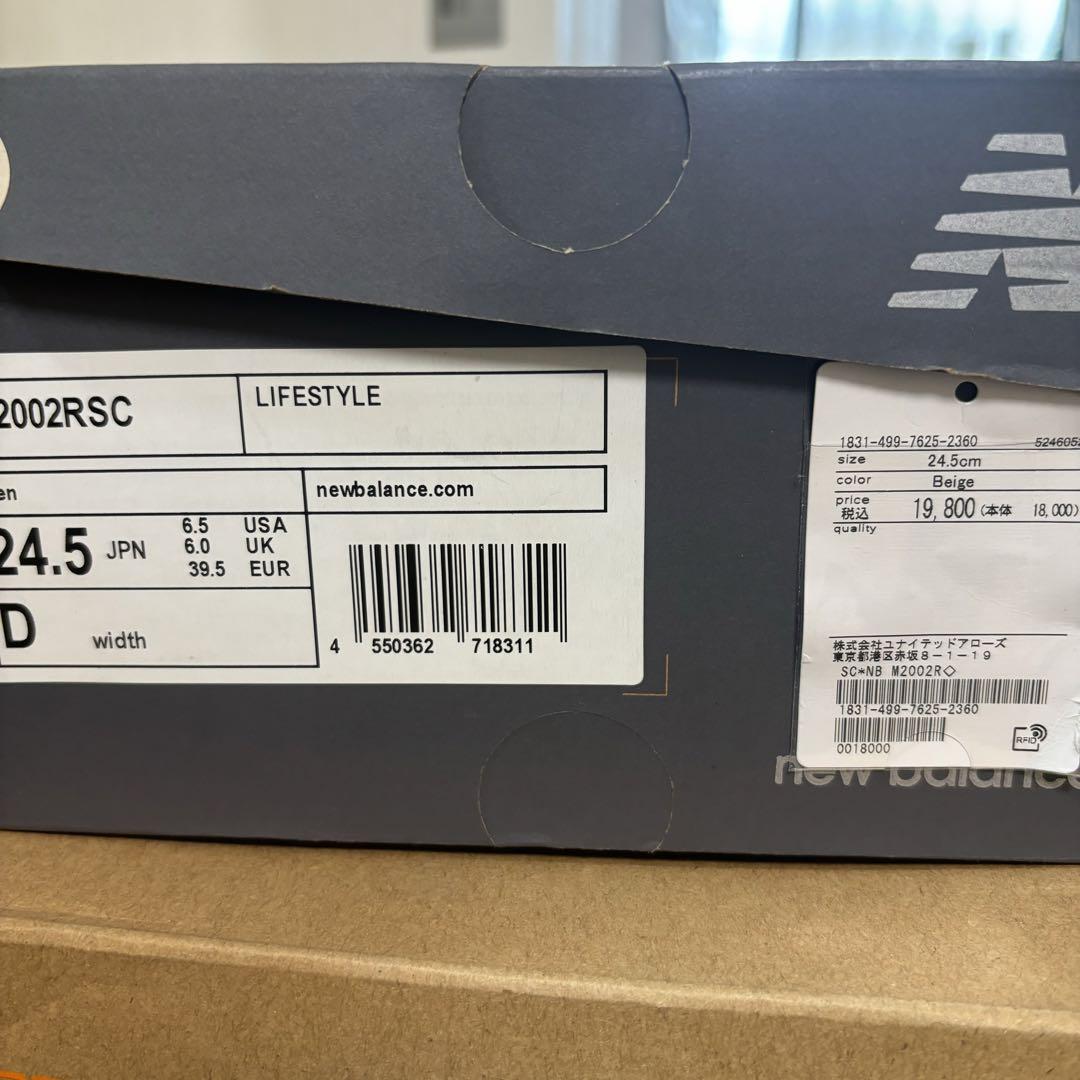 2002RSC
LIFESTYLE
en
newbalance.com
24.5 JPN
6.5 USA
6.0 UK
39.5 EUR
D width
4 550362 718311
1831-499-7625-2360
size 24.5cm
color Beige
price
税込 19,800 (本体 18,000)
quality
株式会社ユナイテッドアローズ
東京都港区赤坂8-1-19
SC*NB M2002R◇
1831-499-7625-2360
0018000
RFID
new balance